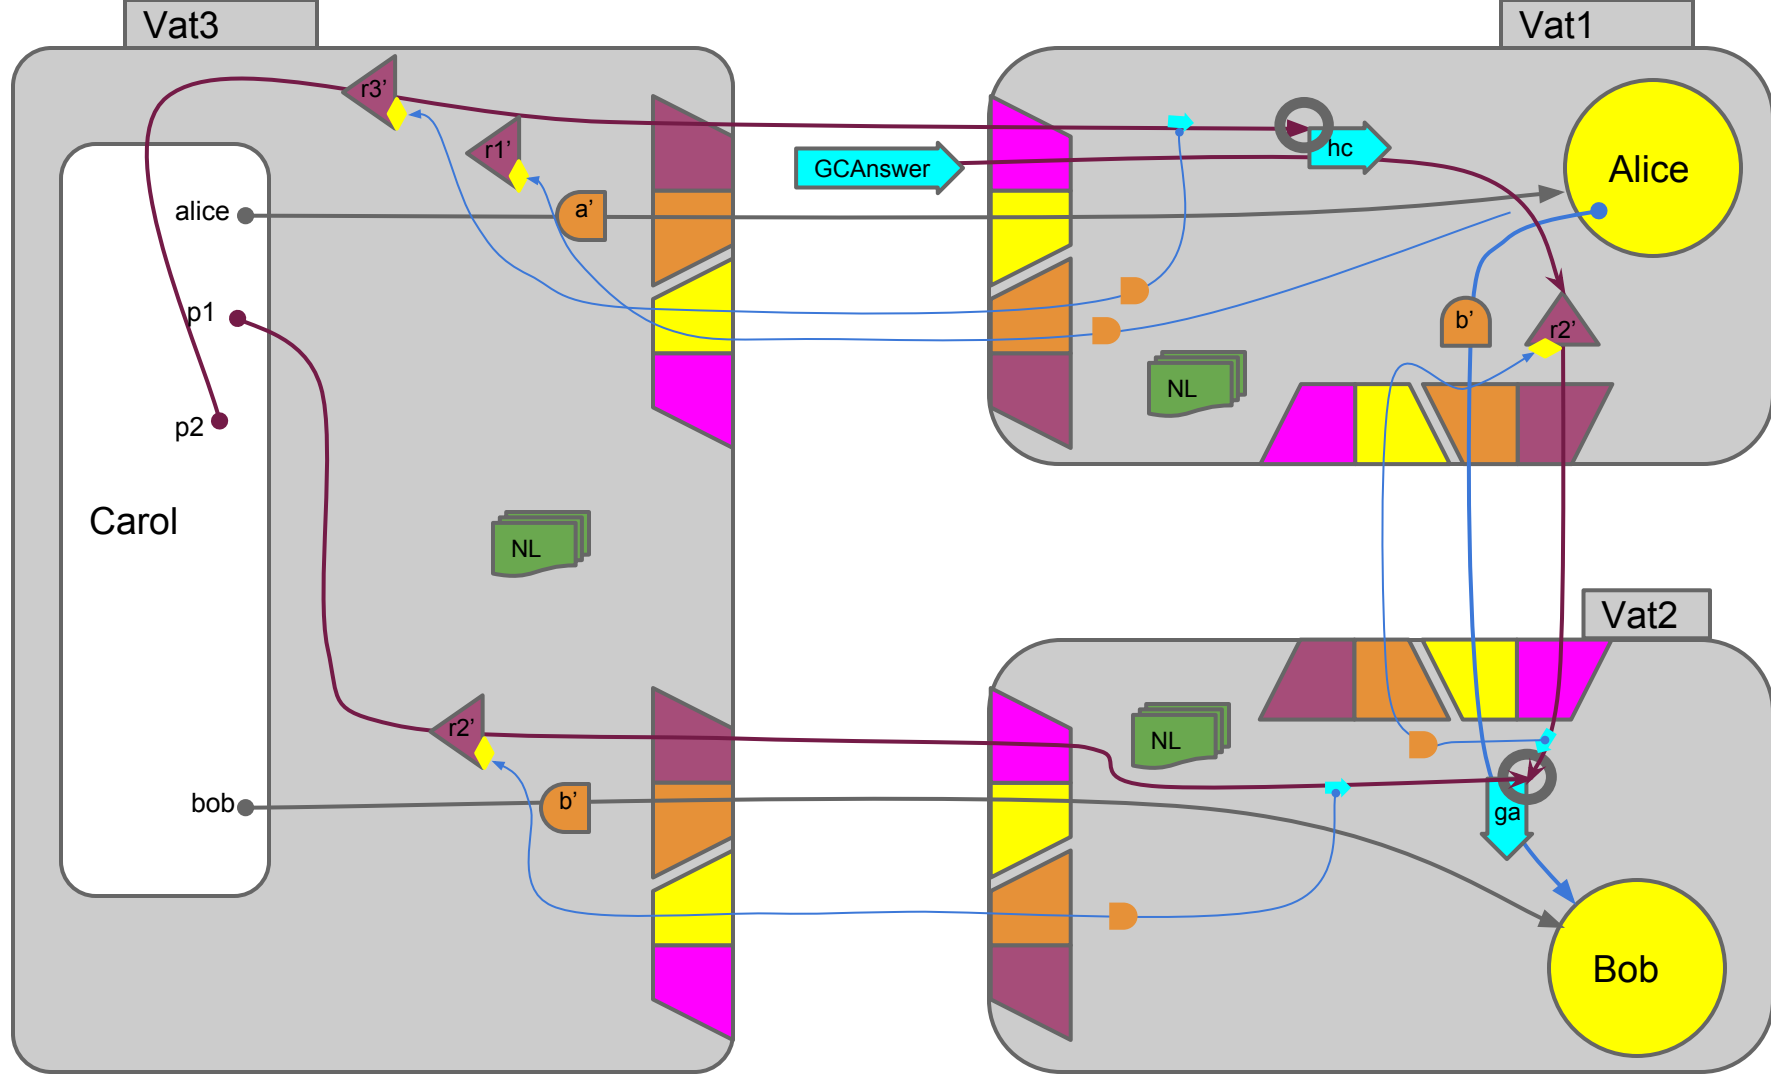 Vat3
Vat1
r3'
r1'
GCAnswer
hc
Alice
alice
a'
p1
b'
r2'
NL
p2
Carol
NL
Vat2
r2'
NL
bob
b'
ga
Bob